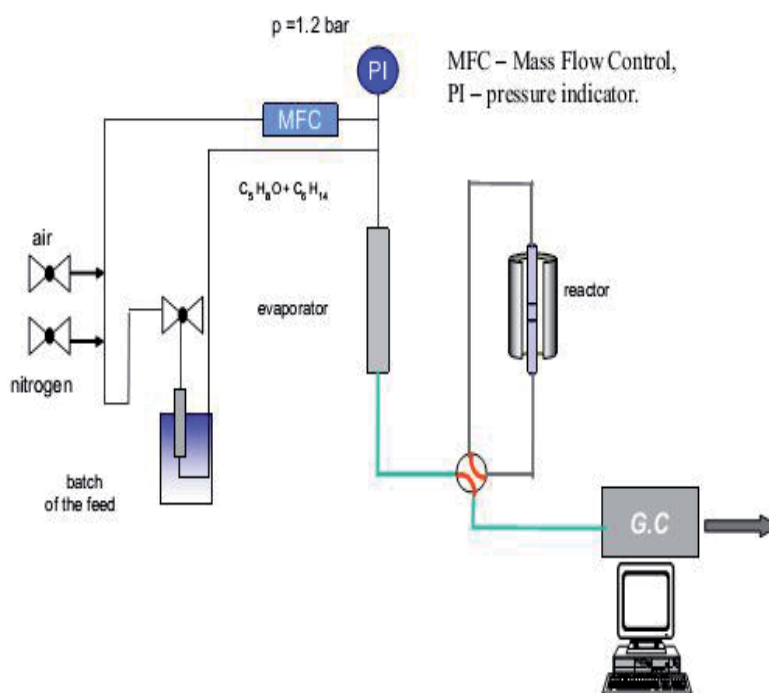 p =1.2 bar
PI
MFC – Mass Flow Control,
PI – pressure indicator.
MFC
C5 H8O + C6 H14
air
evaporator
reactor
nitrogen
batch
of the feed
G.C